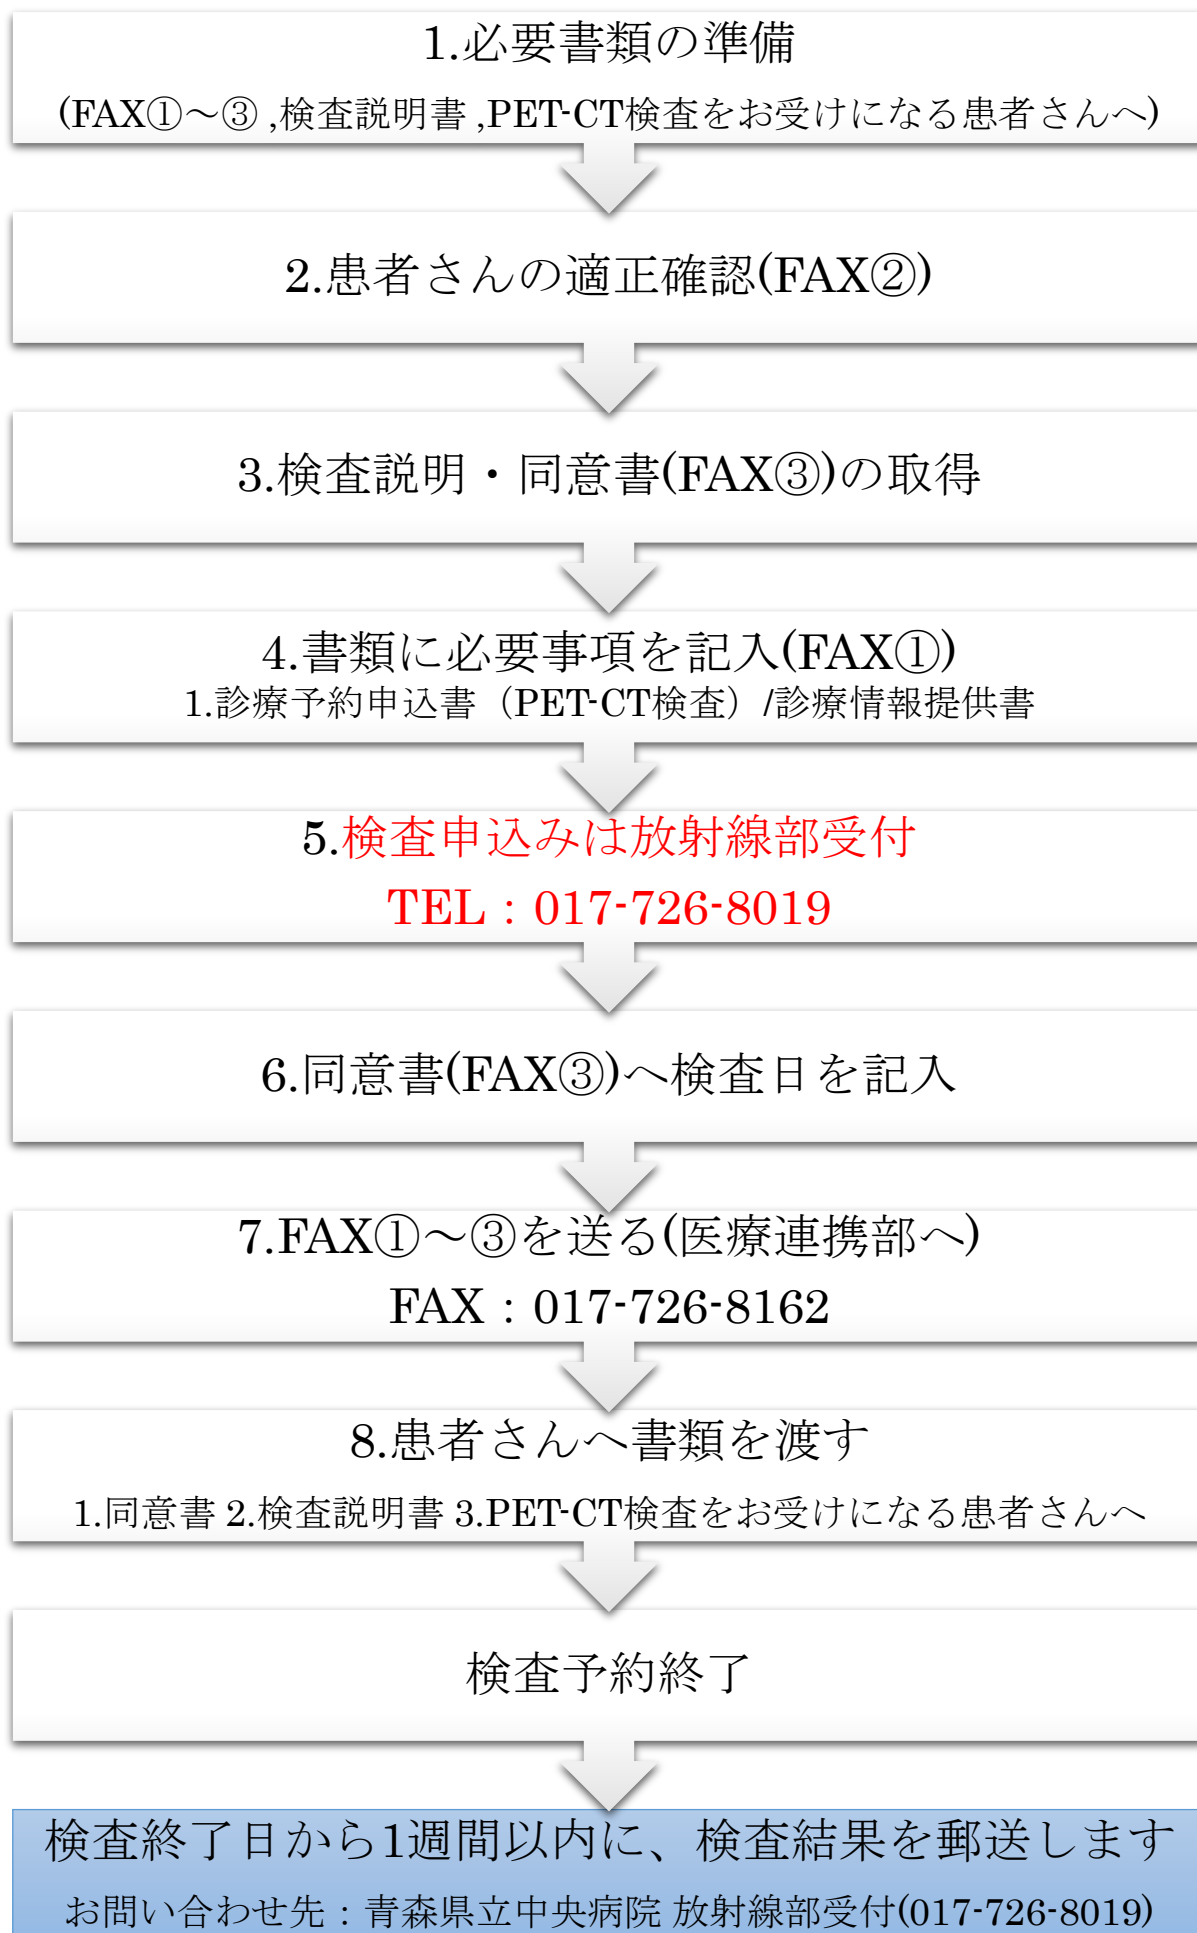 1.必要書類の準備
(FAX①～③ ,検査説明書 ,PET-CT検査をお受けになる患者さんへ)
2.患者さんの適正確認(FAX②)
3.検査説明・同意書(FAX③)の取得
4.書類に必要事項を記入(FAX①)
1.診療予約申込書（PET-CT検査）/診療情報提供書
5.検査申込みは放射線部受付
TEL：017-726-8019
6.同意書(FAX③)へ検査日を記入
7.FAX①～③を送る(医療連携部へ)
FAX：017-726-8162
8.患者さんへ書類を渡す
1.同意書 2.検査説明書 3.PET-CT検査をお受けになる患者さんへ
検査予約終了
検査終了日から1週間以内に、検査結果を郵送します
お問い合わせ先：青森県立中央病院 放射線部受付(017-726-8019)